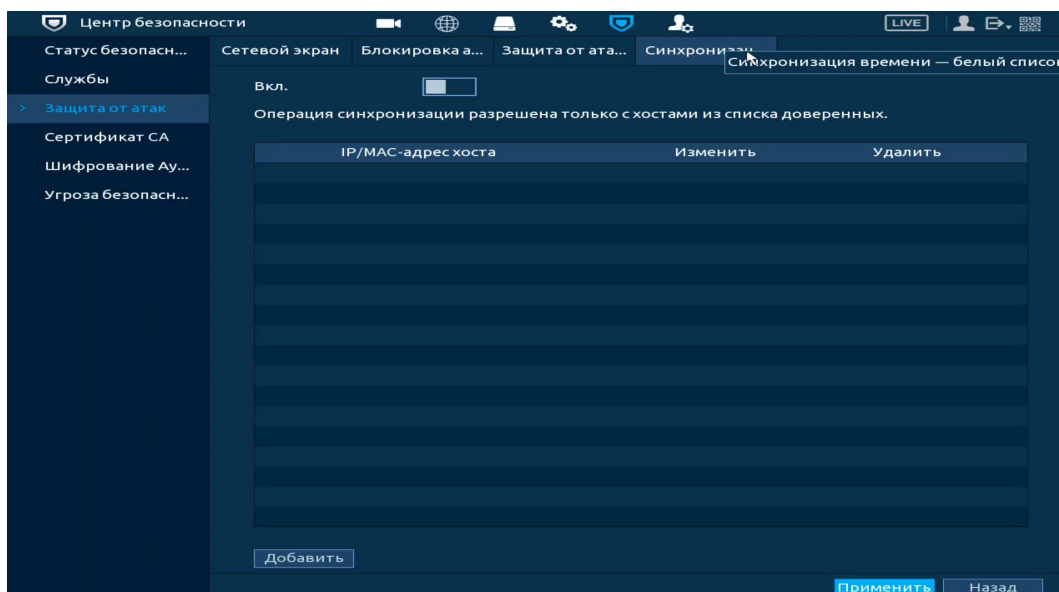 Центр безопасности LIVE
Статус безопасн...
Службы
Защита от атак
Сертификат CA
Шифрование Ау...
Угроза безопасн...
Сетевой экран Блокировка а... Защита от ата... Синхронизац...
Синхронизация времени — белый список
Вкл.
Операция синхронизации разрешена только с хостами из списка доверенных.
IP/MAC-адрес хоста Изменить Удалить
Добавить
Применить Назад